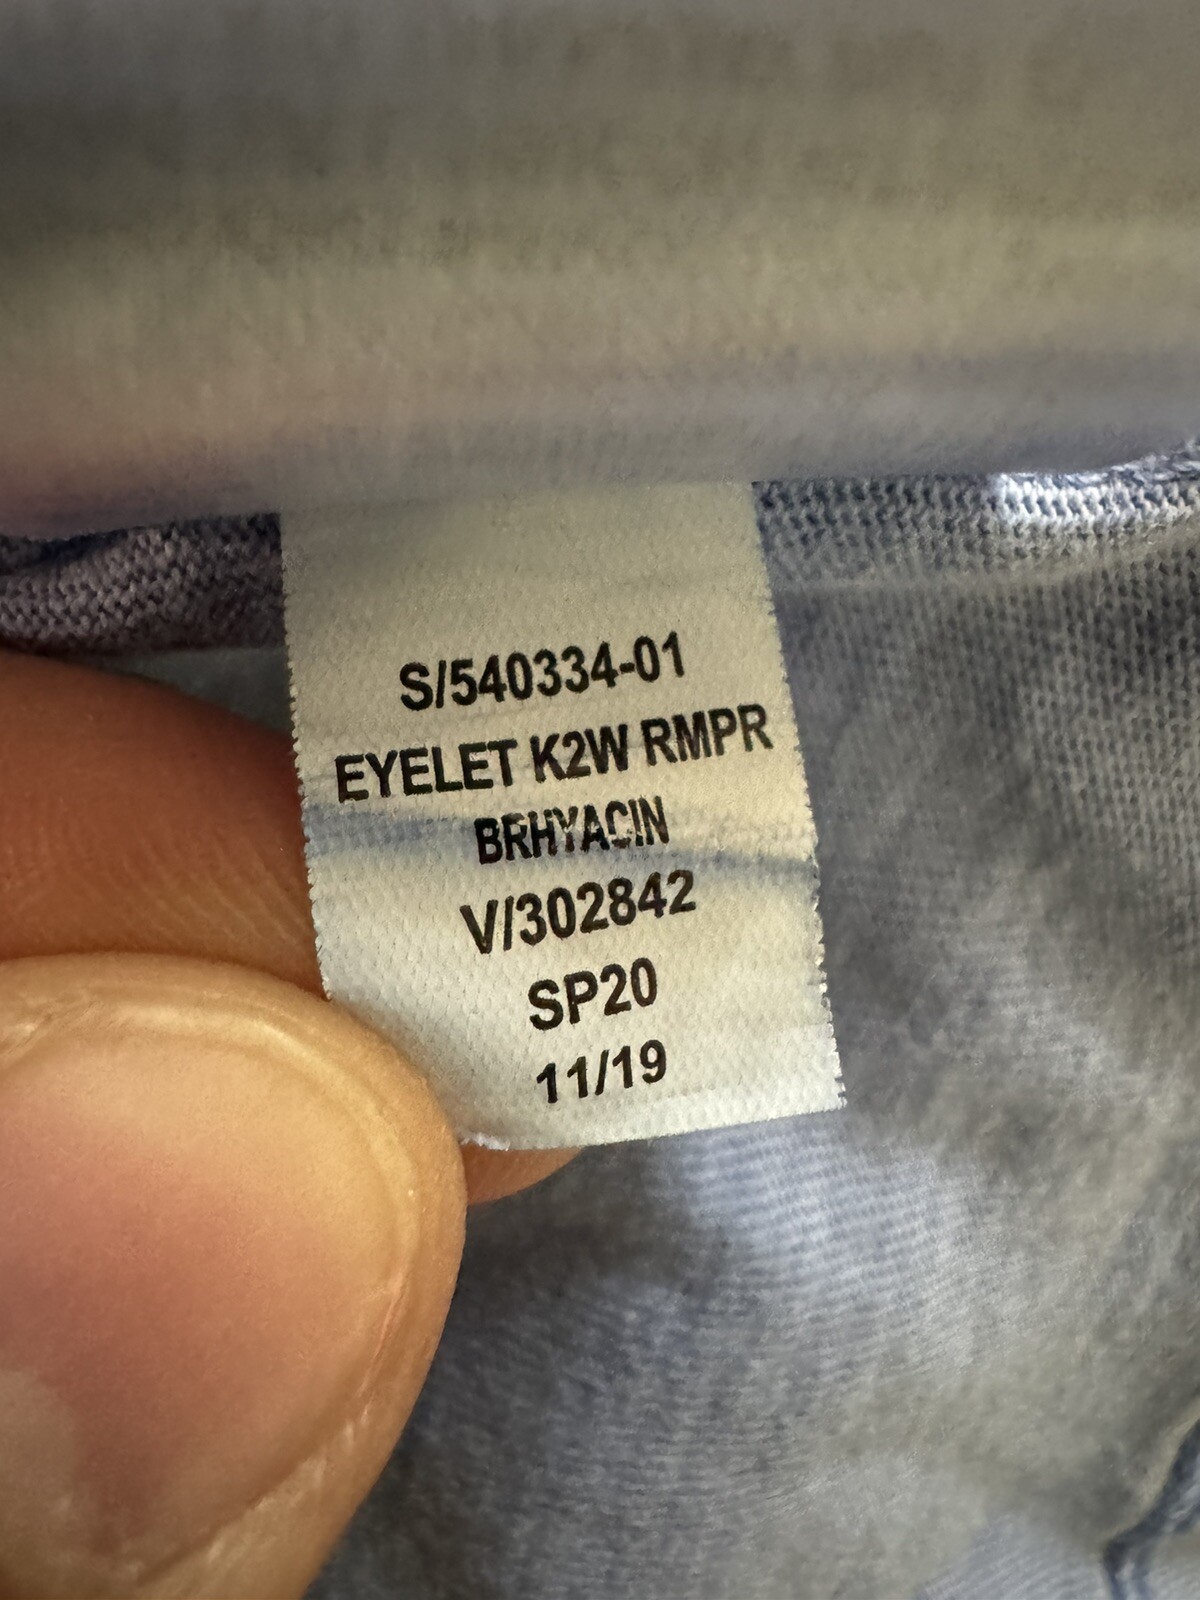 S/540334-01
EYELET K2W RMPR
BRHYACIN
V/302842
SP20
11/19